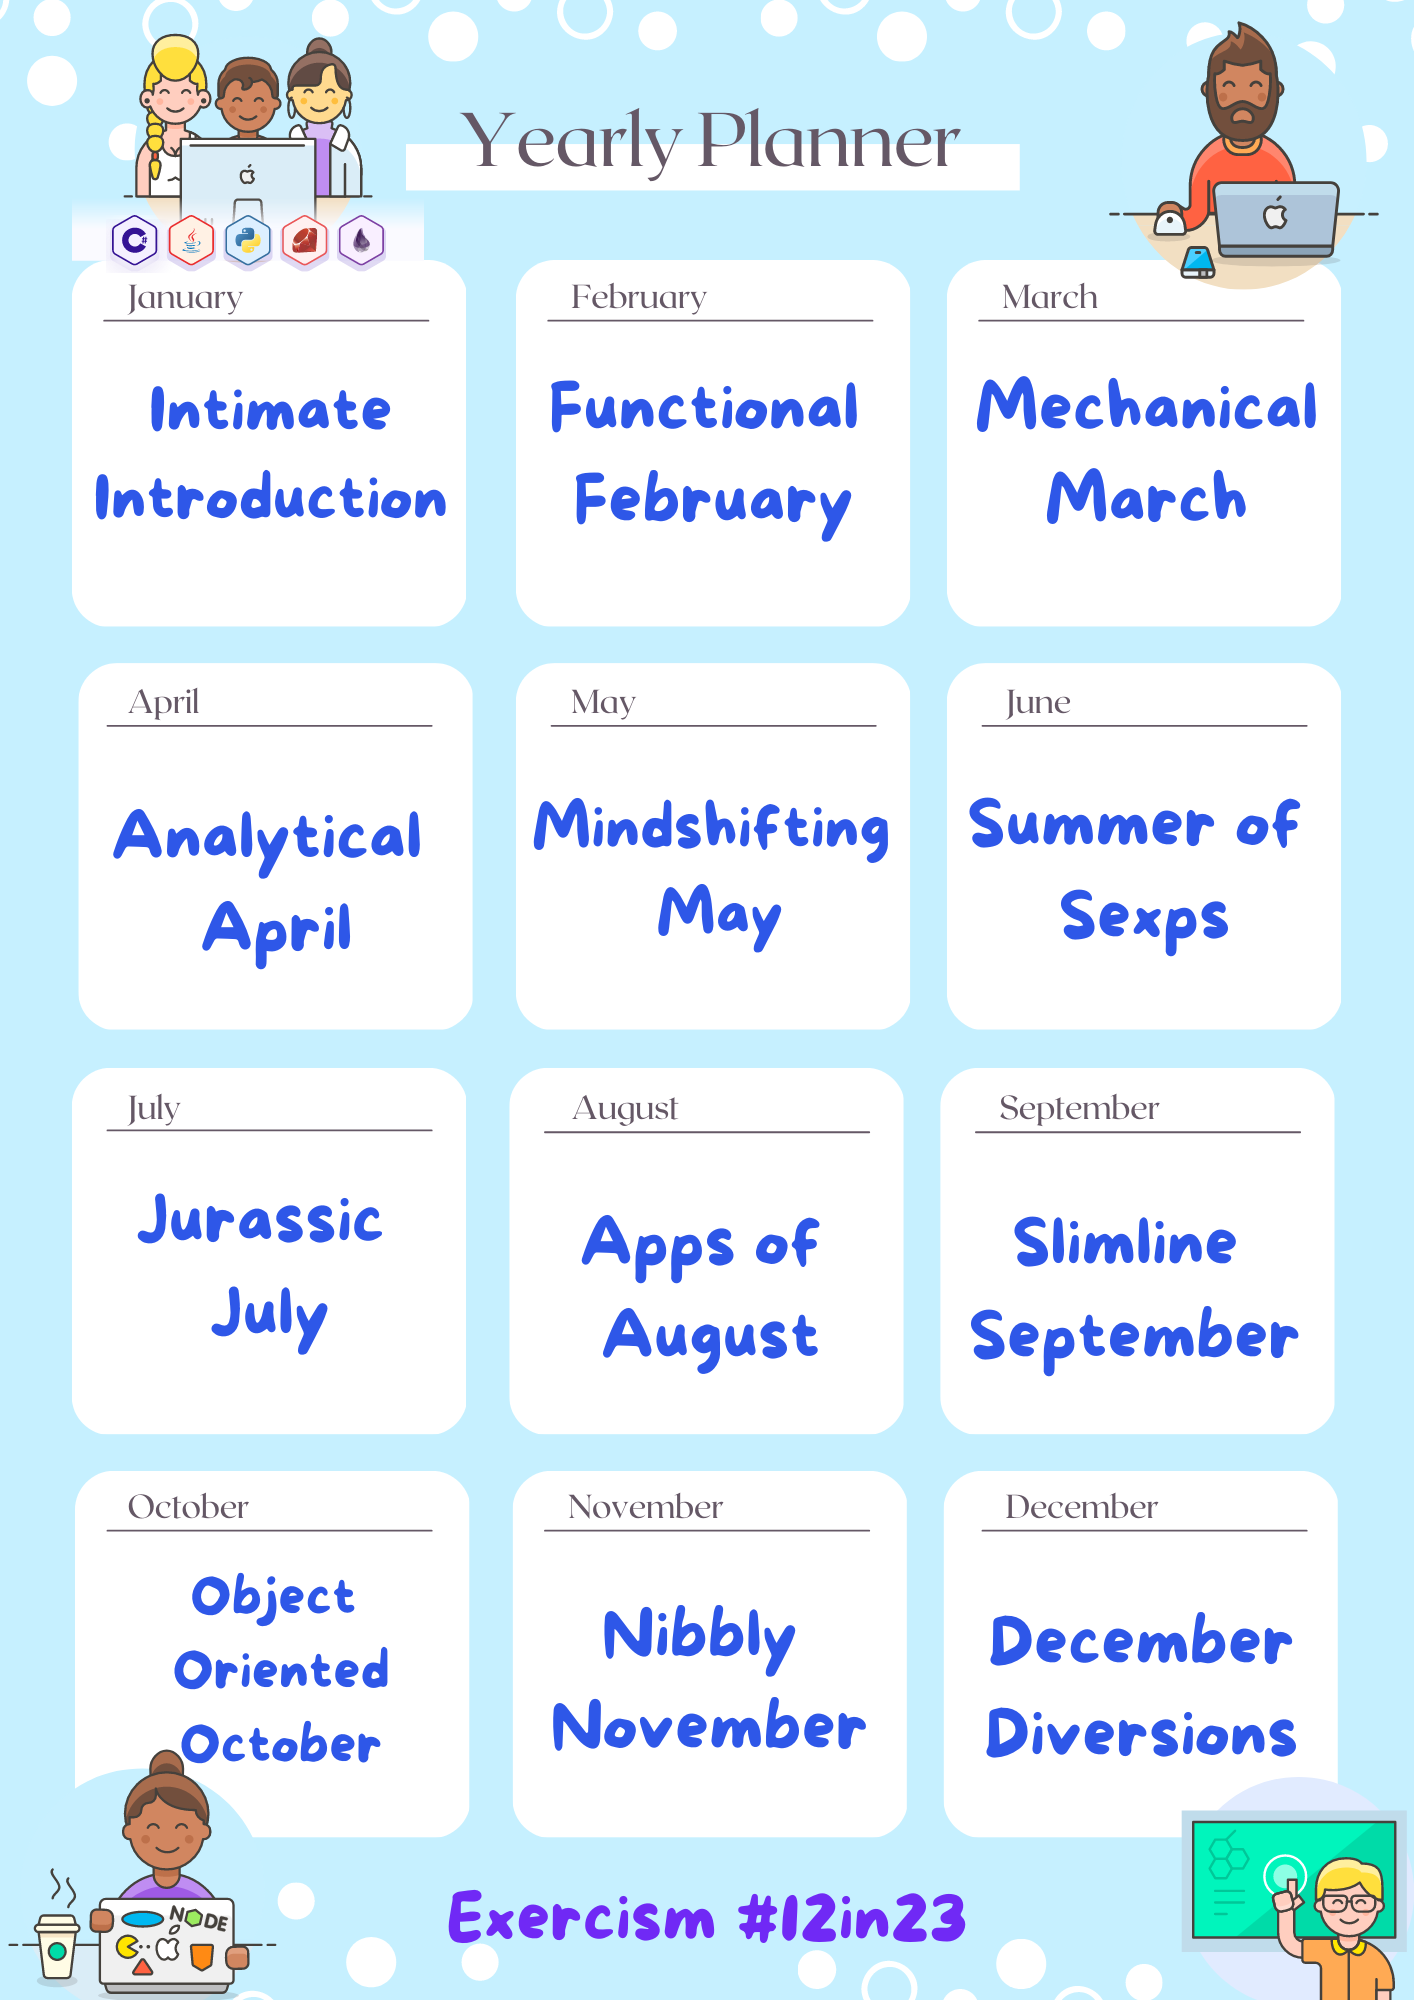 Yearly Planner
C#
January
February
March
Intimate
Introduction
Functional
February
Mechanical
March
April
May
June
Analytical
April
Mindshifting
May
Summer of
Sexps
July
August
September
Jurassic
July
Apps of
August
Slimline
September
October
November
December
Object
Oriented
October
Nibbly
November
December
Diversions
NODE
Exercism #12in23